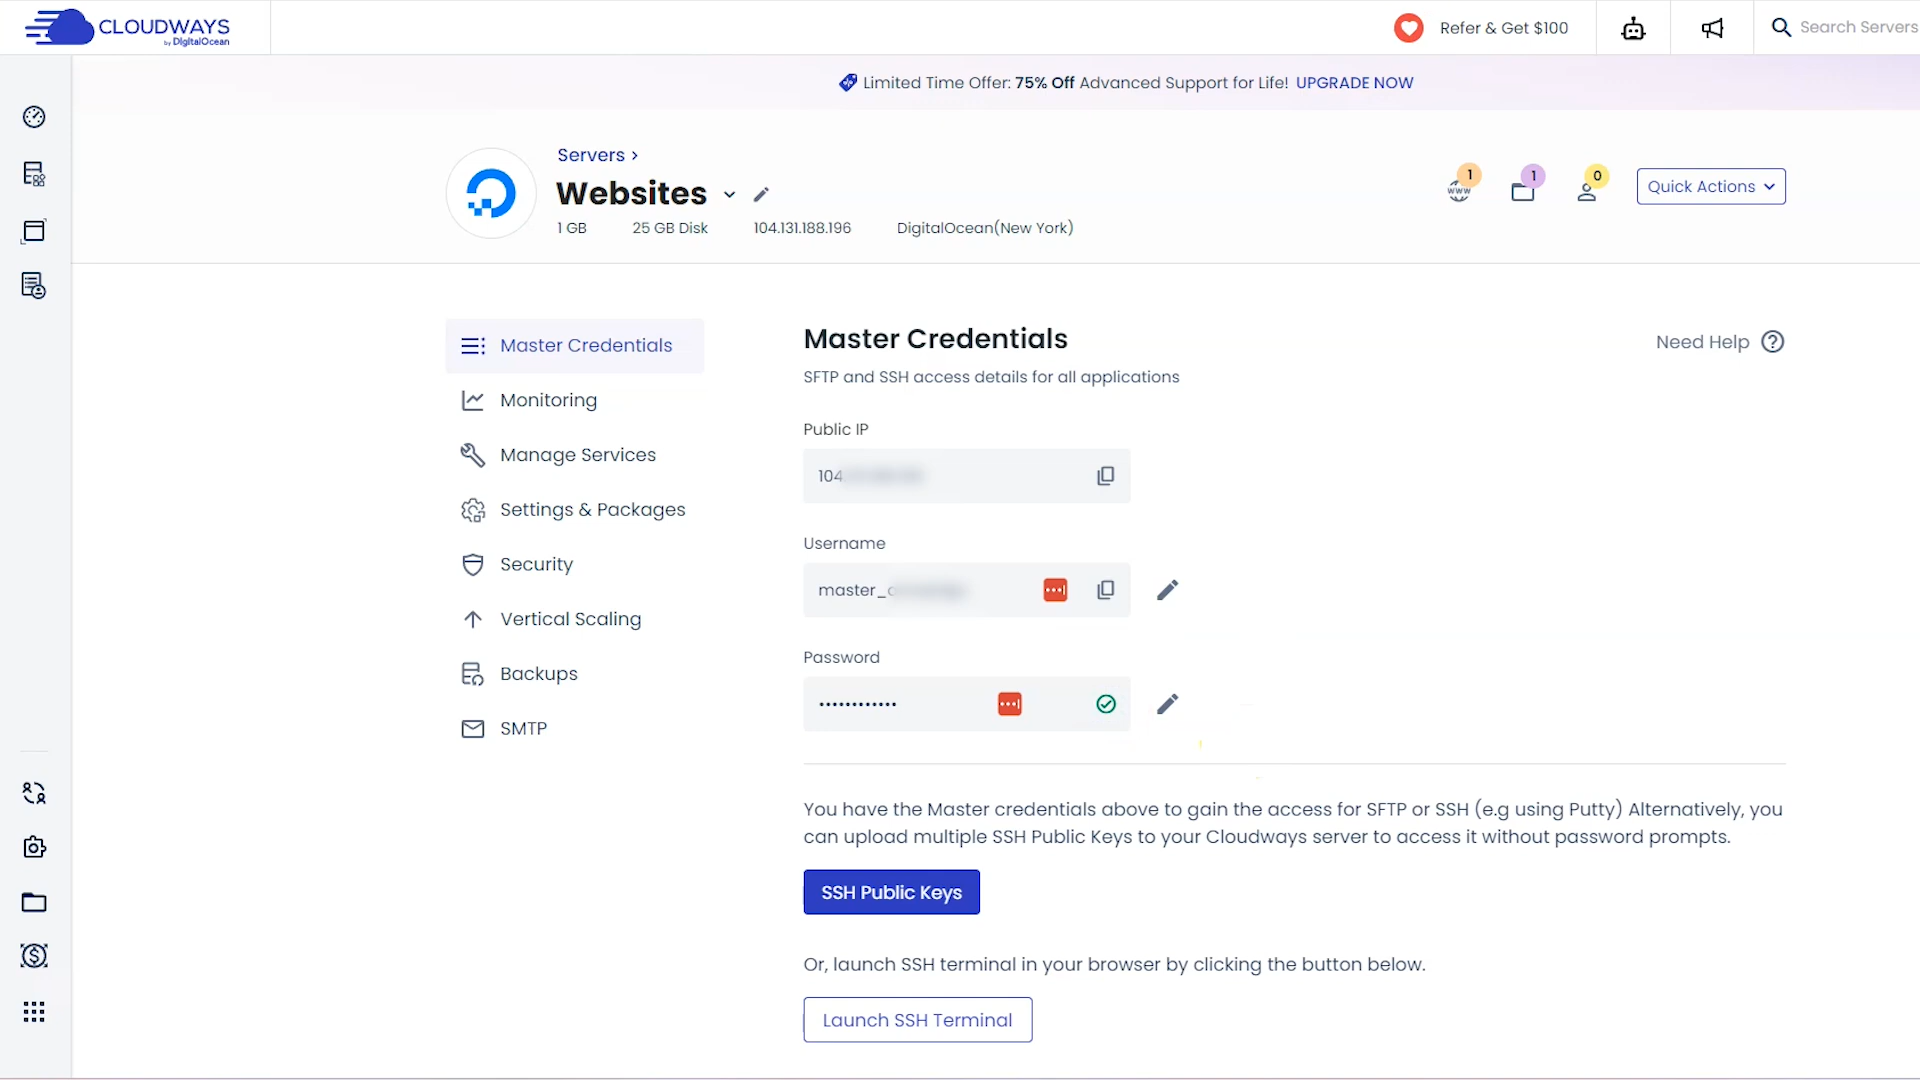 CLOUDWAYS
by DigitalOcean
Refer & Get $100
Search Servers
Limited Time Offer: 75% Off Advanced Support for Life! UPGRADE NOW
Servers >
Websites
1 GB 25 GB Disk 104.131.188.196 DigitalOcean(New York)
www 1
1
0
Quick Actions
Master Credentials
Monitoring
Manage Services
Settings & Packages
Security
Vertical Scaling
Backups
SMTP
Master Credentials
Need Help ?
SFTP and SSH access details for all applications
Public IP
104
Username
master_
Password
••••••••••••
You have the Master credentials above to gain the access for SFTP or SSH (e.g using Putty) Alternatively, you
can upload multiple SSH Public Keys to your Cloudways server to access it without password prompts.
SSH Public Keys
Or, launch SSH terminal in your browser by clicking the button below.
Launch SSH Terminal